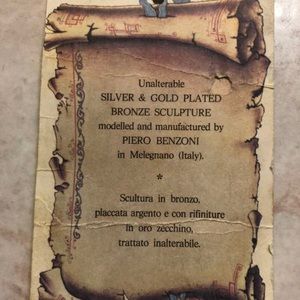 Unalterable
SILVER & GOLD PLATED
BRONZE SCULPTURE
modelled and manufactured by
PIERO BENZONI
in Melegnano (Italy).
*
Scultura in bronzo,
placcata argento e con rifiniture
in oro zecchino,
trattato inalterabile.